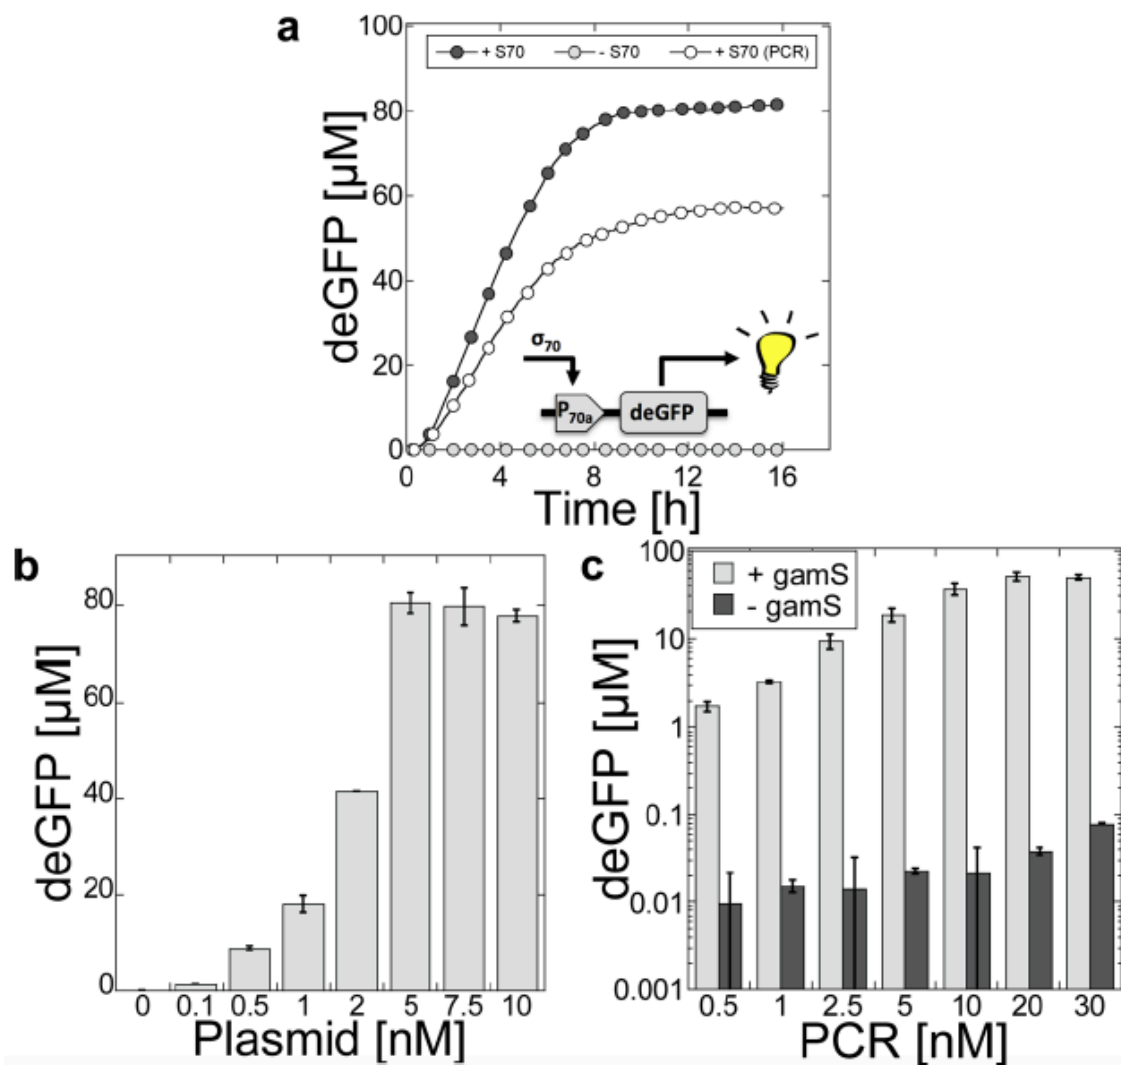 a
100
80
60
40
20
0
deGFP [µM]
+ S70 - S70 + S70 (PCR)
σ70
P70a
deGFP
0 4 8 12 16
Time [h]
b
80
60
40
20
0
deGFP [µM]
0 0.1 0.5 1 2 5 7.5 10
Plasmid [nM]
c
100
10
1
0.1
0.01
0.001
deGFP [µM]
+ gamS
- gamS
0.5 1 2.5 5 10 20 30
PCR [nM]